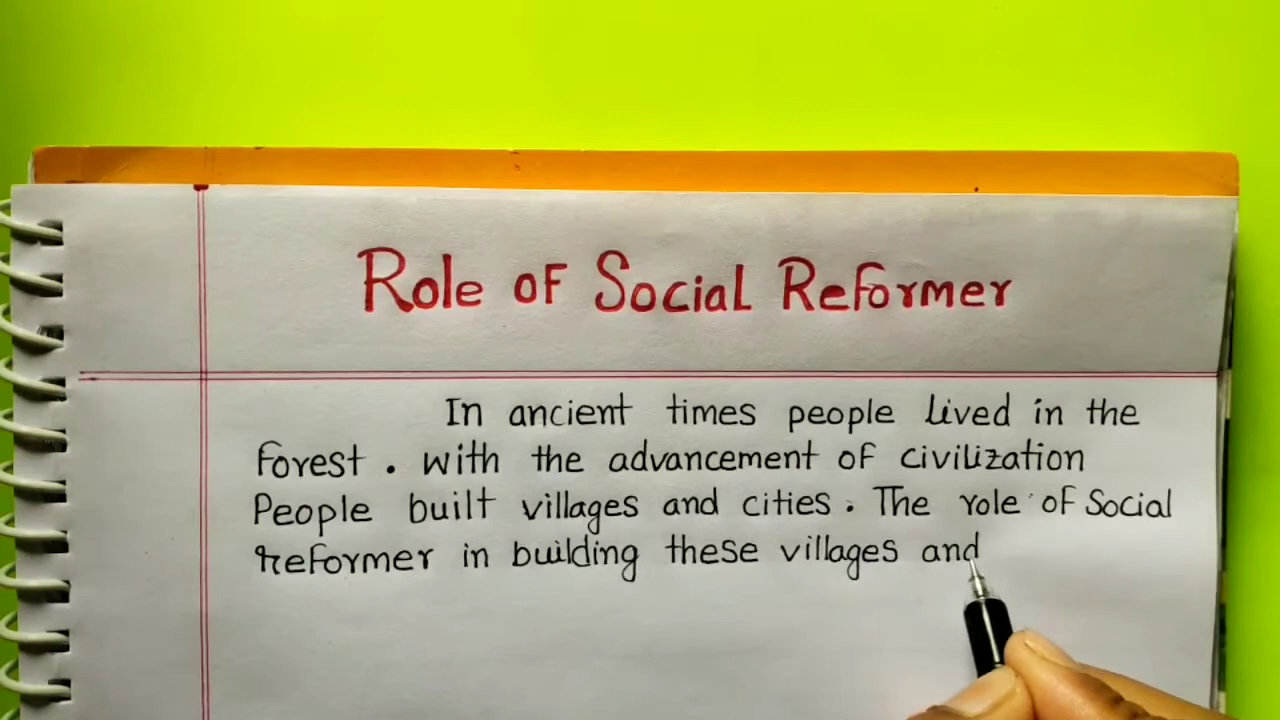 Role of Social Reformer
In ancient times people lived in the
forest. with the advancement of civilization
People built villages and cities. The role of Social
reformer in building these villages and